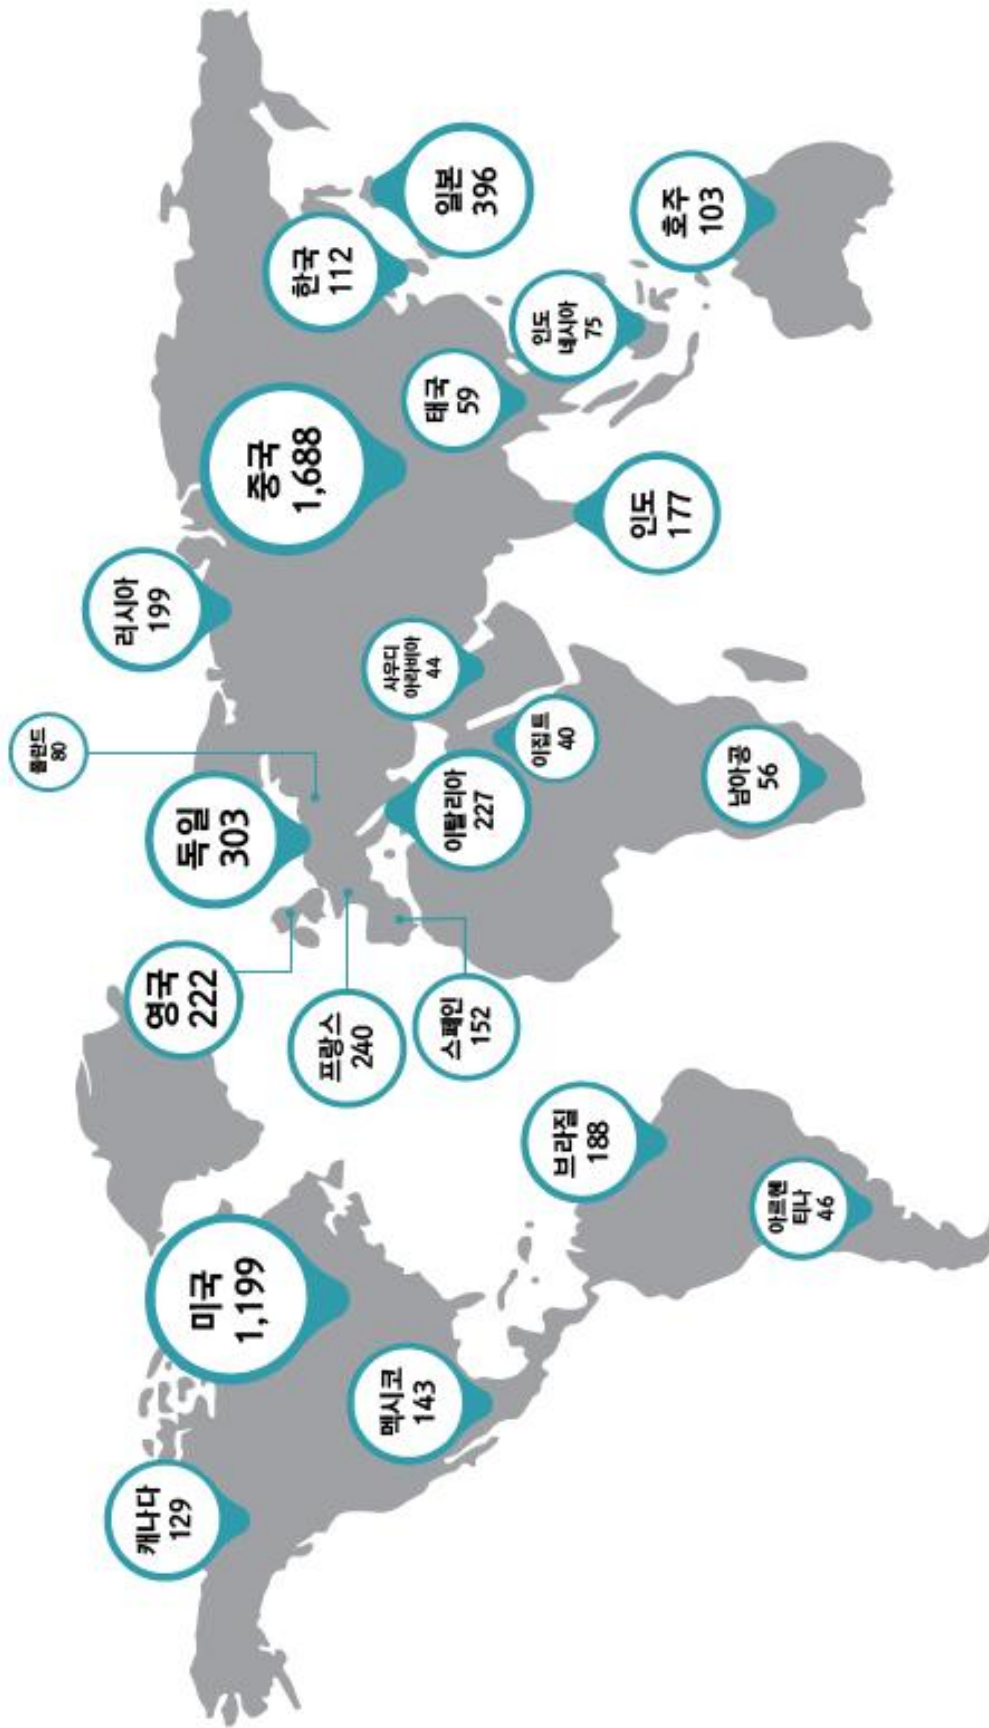 캐나다
129
미국
1,199
멕시코
143
브라질
188
아르헨
티나
46
영국
222
프랑스
240
스페인
152
독일
303
폴란드
80
이탈리아
227
이집트
40
남아공
56
사우디
아라비아
44
러시아
199
중국
1,688
인도
177
태국
59
인도
네시아
75
한국
112
일본
396
호주
103